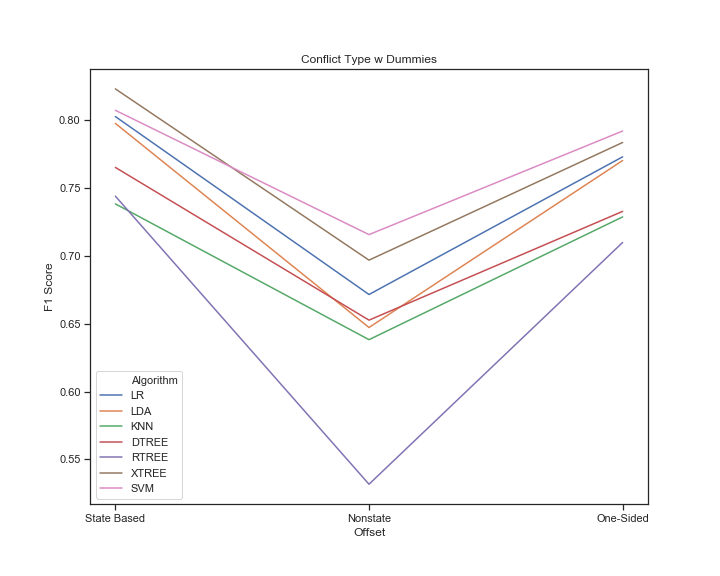 Conflict Type w Dummies
F1 Score
0.80
0.75
0.70
0.65
0.60
0.55
Algorithm
LR
LDA
KNN
DTREE
RTREE
XTREE
SVM
State Based Nonstate One-Sided
Offset